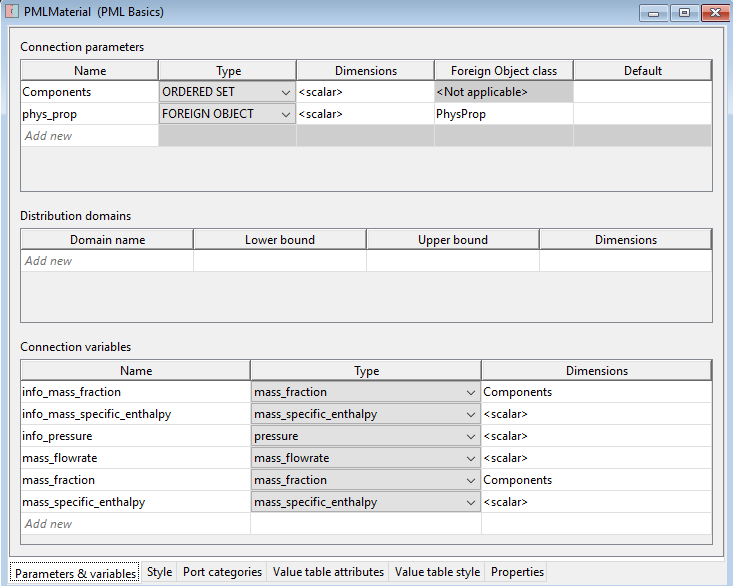 PMLMaterial (PML Basics)
Connection parameters
Name Type Dimensions Foreign Object class Default
Components ORDERED SET <scalar> <Not applicable>
phys_prop FOREIGN OBJECT <scalar> PhysProp
Add new
Distribution domains
Domain name Lower bound Upper bound Dimensions
Add new
Connection variables
Name Type Dimensions
info_mass_fraction mass_fraction Components
info_mass_specific_enthalpy mass_specific_enthalpy <scalar>
info_pressure pressure <scalar>
mass_flowrate mass_flowrate <scalar>
mass_fraction mass_fraction Components
mass_specific_enthalpy mass_specific_enthalpy <scalar>
Add new
Parameters & variables Style Port categories Value table attributes Value table style Properties